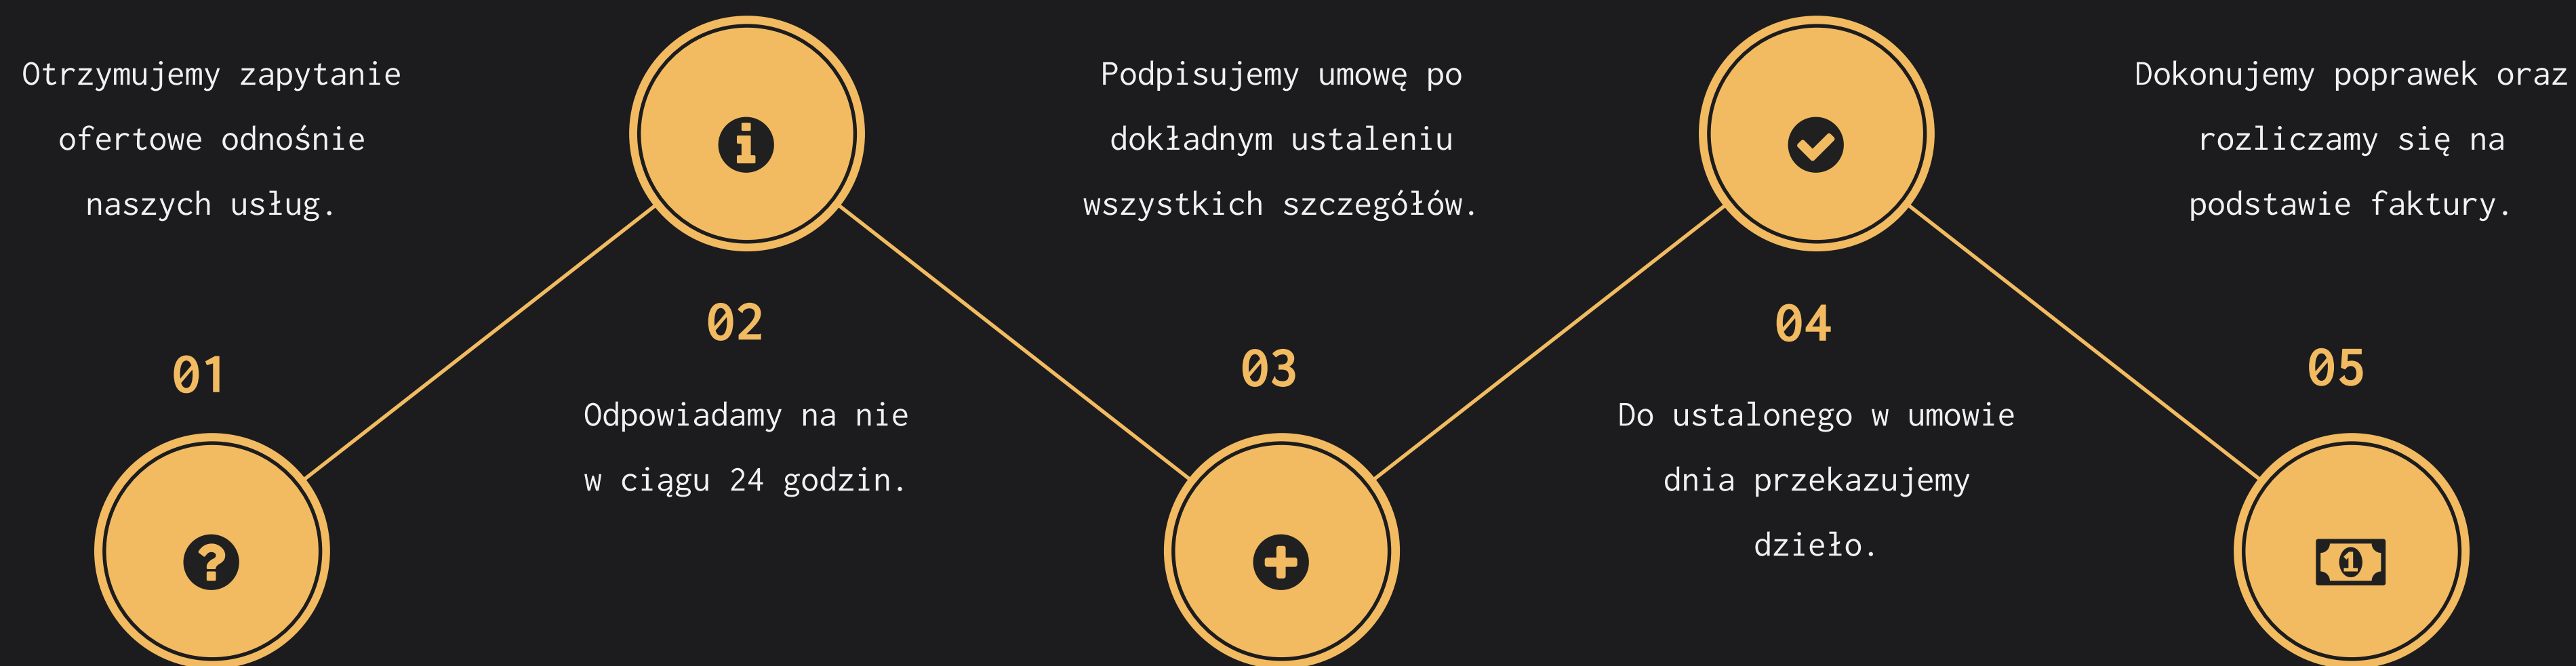 Otrzymujemy zapytanie
ofertowe odnośnie
naszych usług.
01
02
Odpowiadamy na nie
w ciągu 24 godzin.
Podpisujemy umowę po
dokładnym ustaleniu
wszystkich szczegółów.
03
04
Do ustalonego w umowie
dnia przekazujemy
dzieło.
Dokonujemy poprawek oraz
rozliczamy się na
podstawie faktury.
05
1